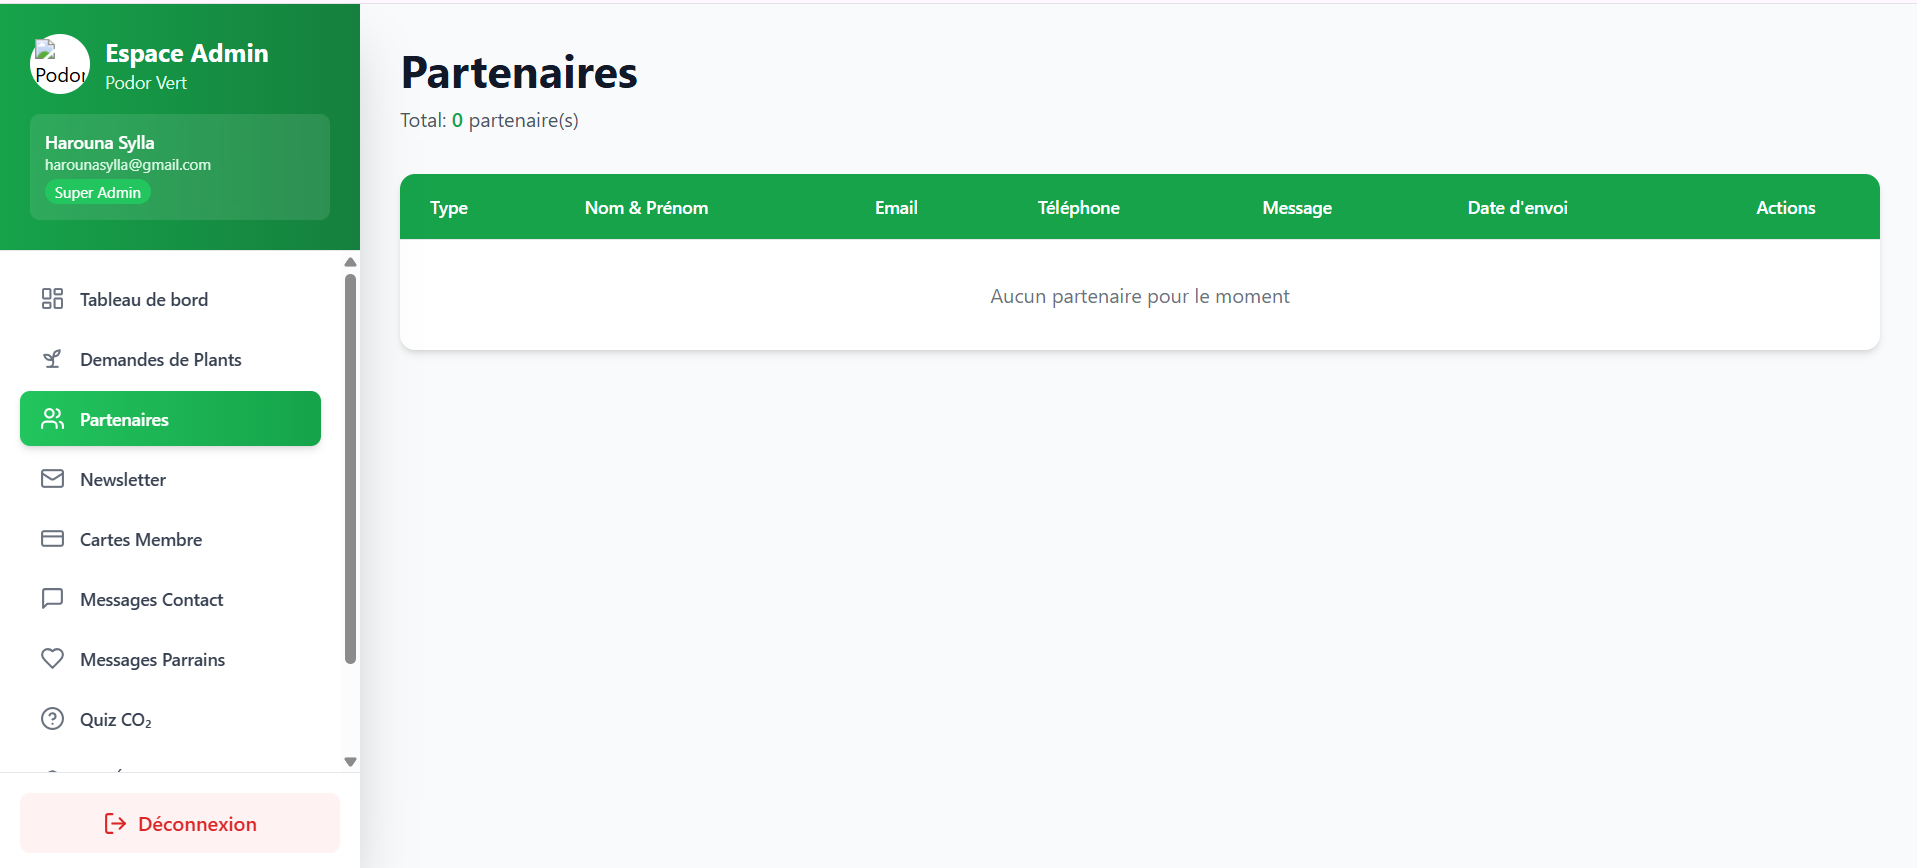 Podor
Espace Admin
Podor Vert
Harouna Sylla
harounasylla@gmail.com
Super Admin
Tableau de bord
Demandes de Plants
Partenaires
Newsletter
Cartes Membre
Messages Contact
Messages Parrains
Quiz CO₂
Déconnexion
Partenaires
Total: 0 partenaire(s)
Type Nom & Prénom Email Téléphone Message Date d'envoi Actions
Aucun partenaire pour le moment